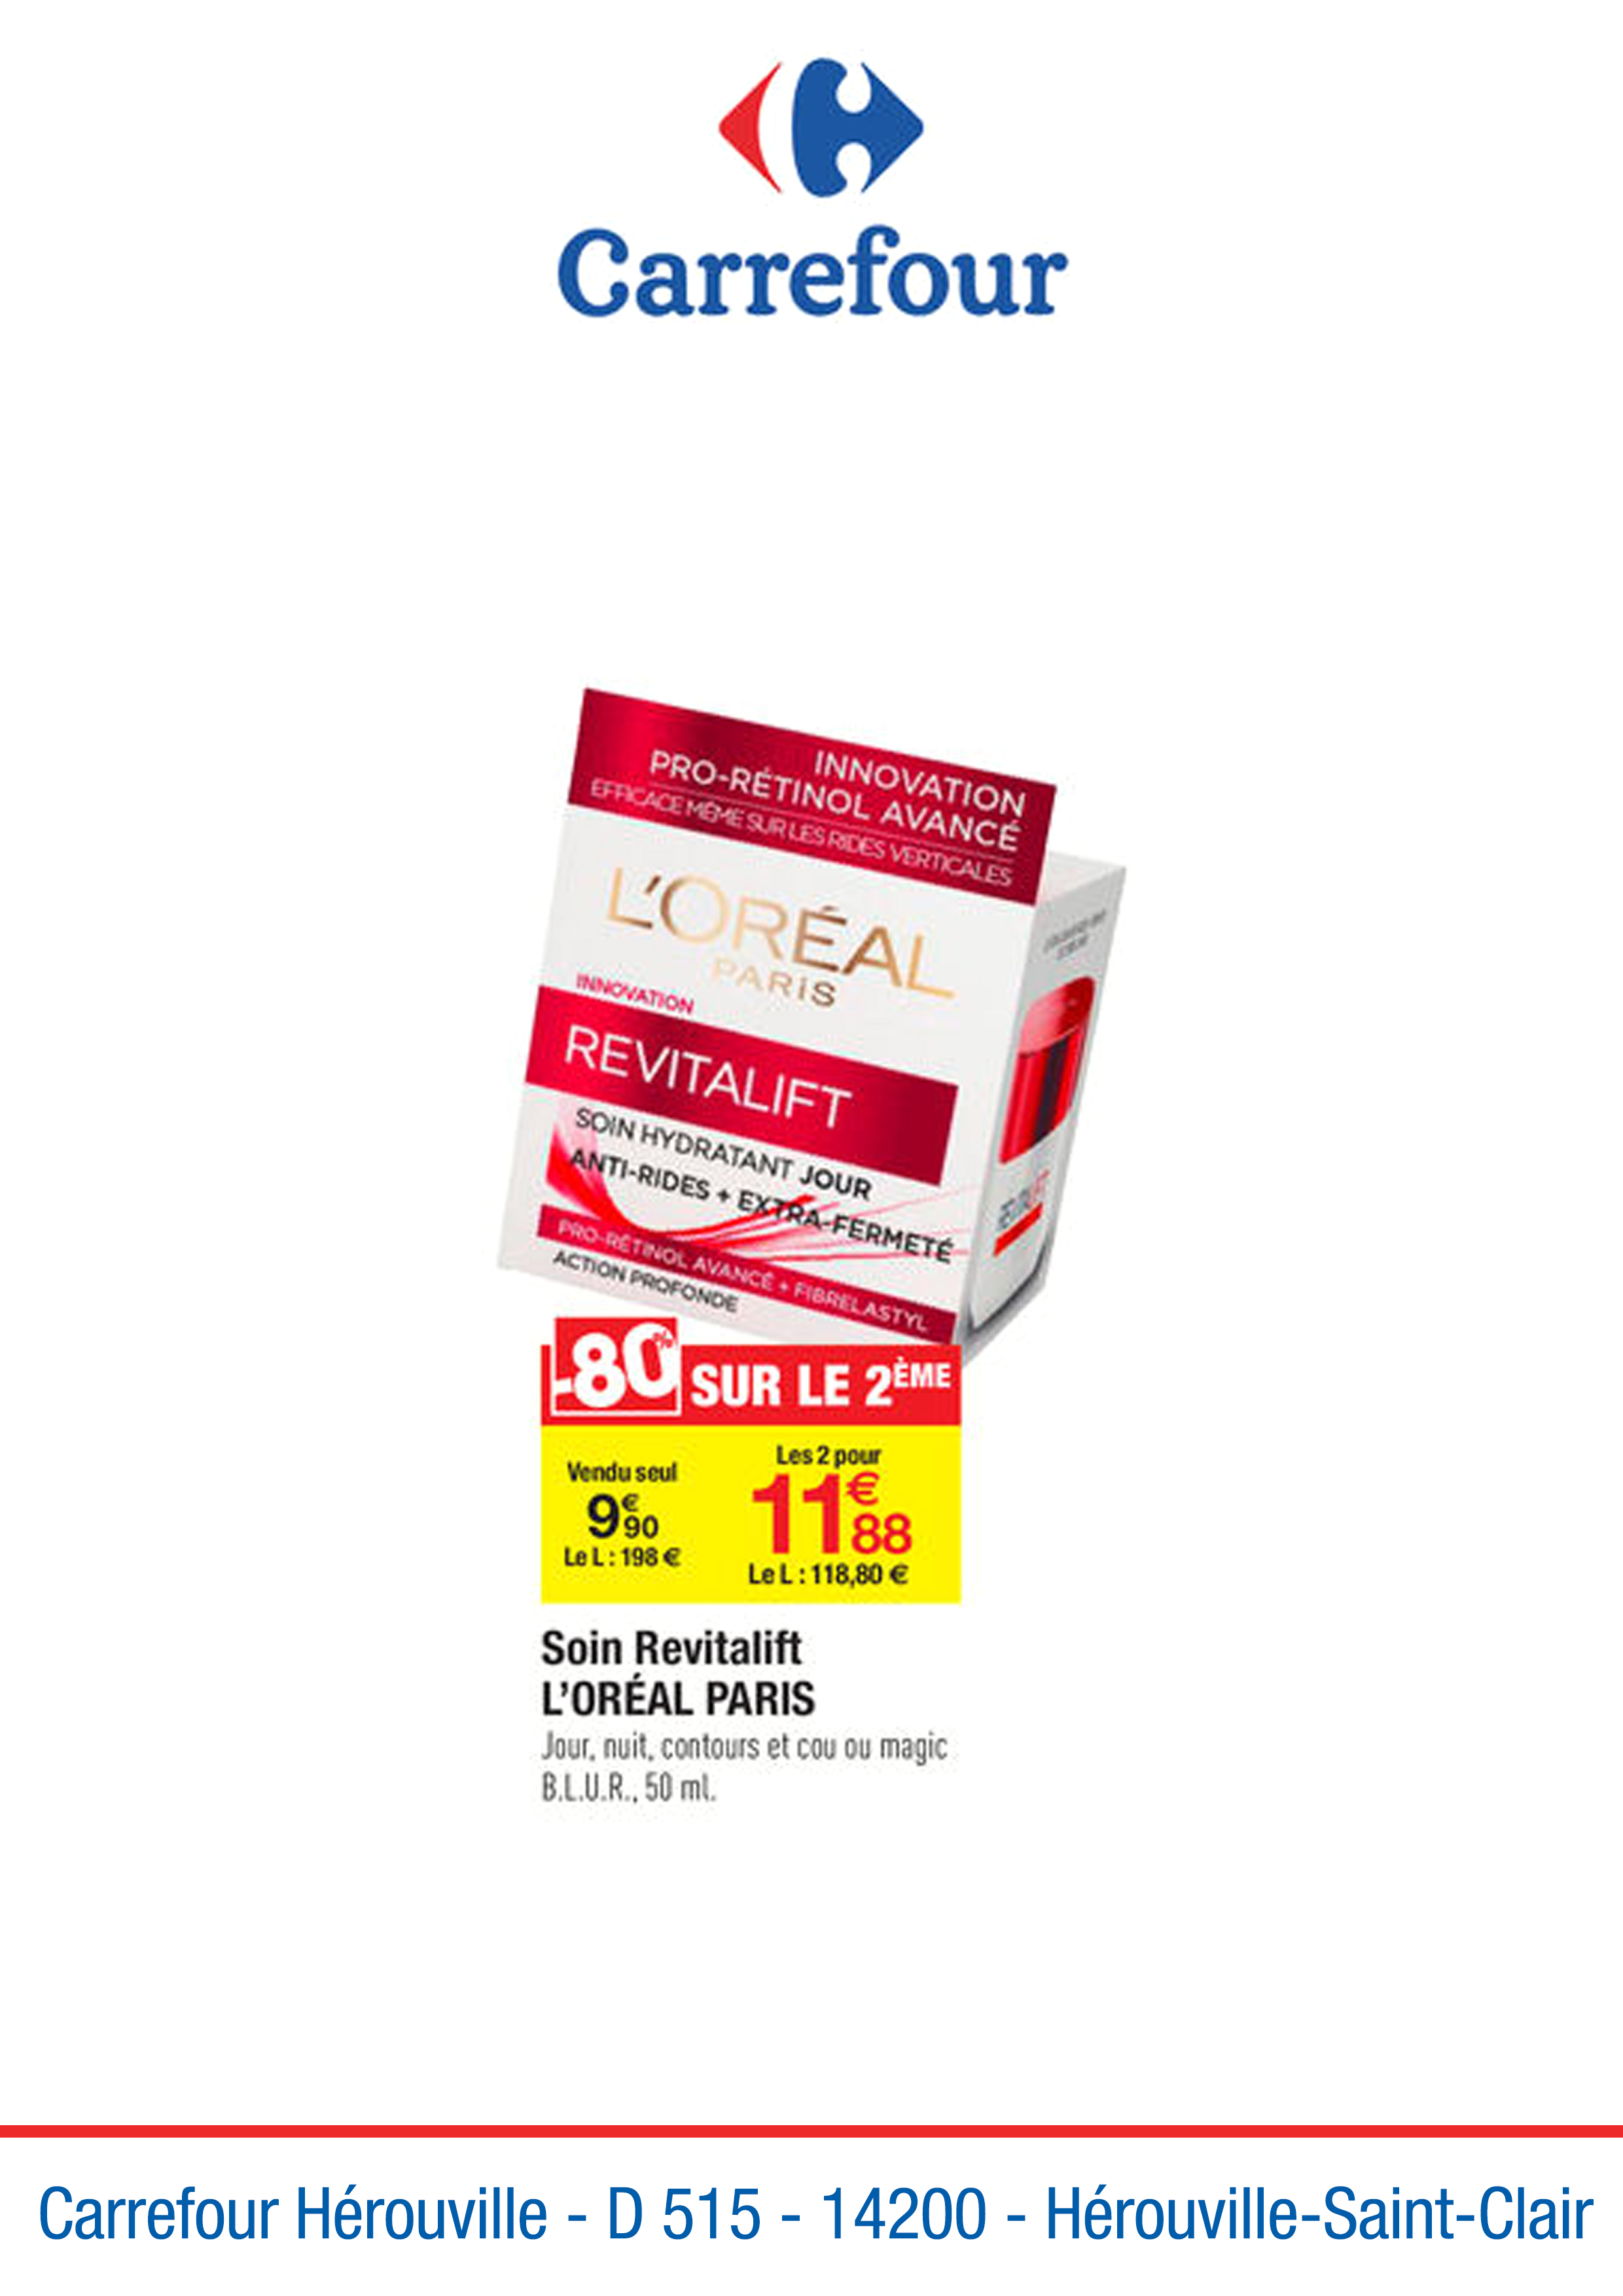 Carrefour
INNOVATION
PRO-RÉTINOL AVANCÉ
EFFICACE MÊME SUR LES RIDES VERTICALES
L'ORÉAL
PARIS
INNOVATION
REVITALIFT
SOIN HYDRATANT JOUR
ANTI-RIDES + EXTRA-FERMETÉ
PRO-RÉTINOL AVANCÉ + FIBRELASTYL
ACTION PROFONDE
REVITALIFT
-80% SUR LE 2ÈME
Vendu seul
9€90
Le L : 198 €
Les 2 pour
11€88
Le L : 118,80 €
Soin Revitalift
L'ORÉAL PARIS
Jour, nuit, contours et cou ou magic
B.L.U.R., 50 ml.
Carrefour Hérouville - D 515 - 14200 - Hérouville-Saint-Clair